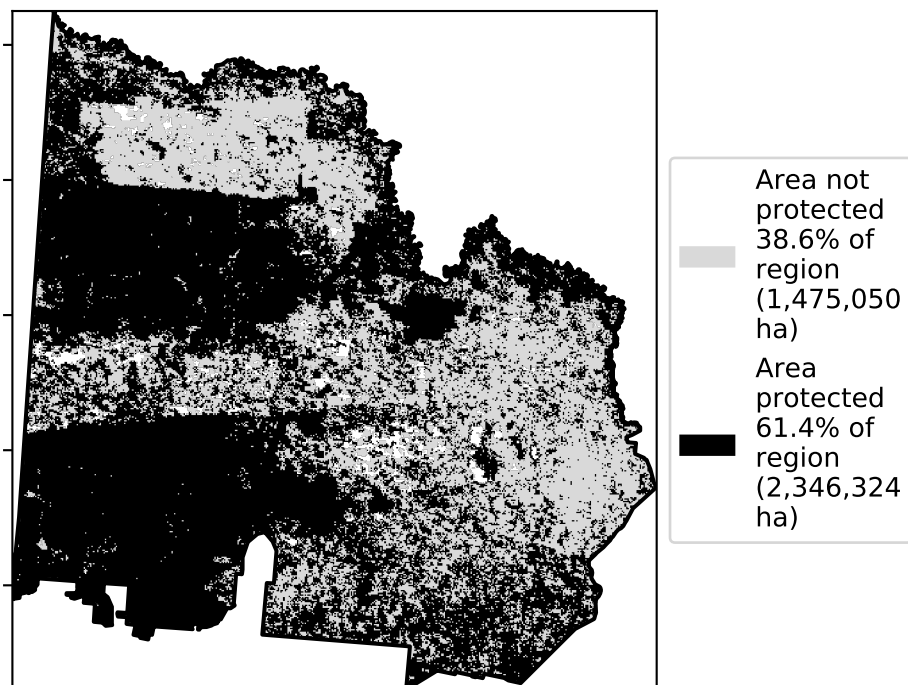 Area not
protected
38.6% of
region
(1,475,050
ha)
Area
protected
61.4% of
region
(2,346,324
ha)